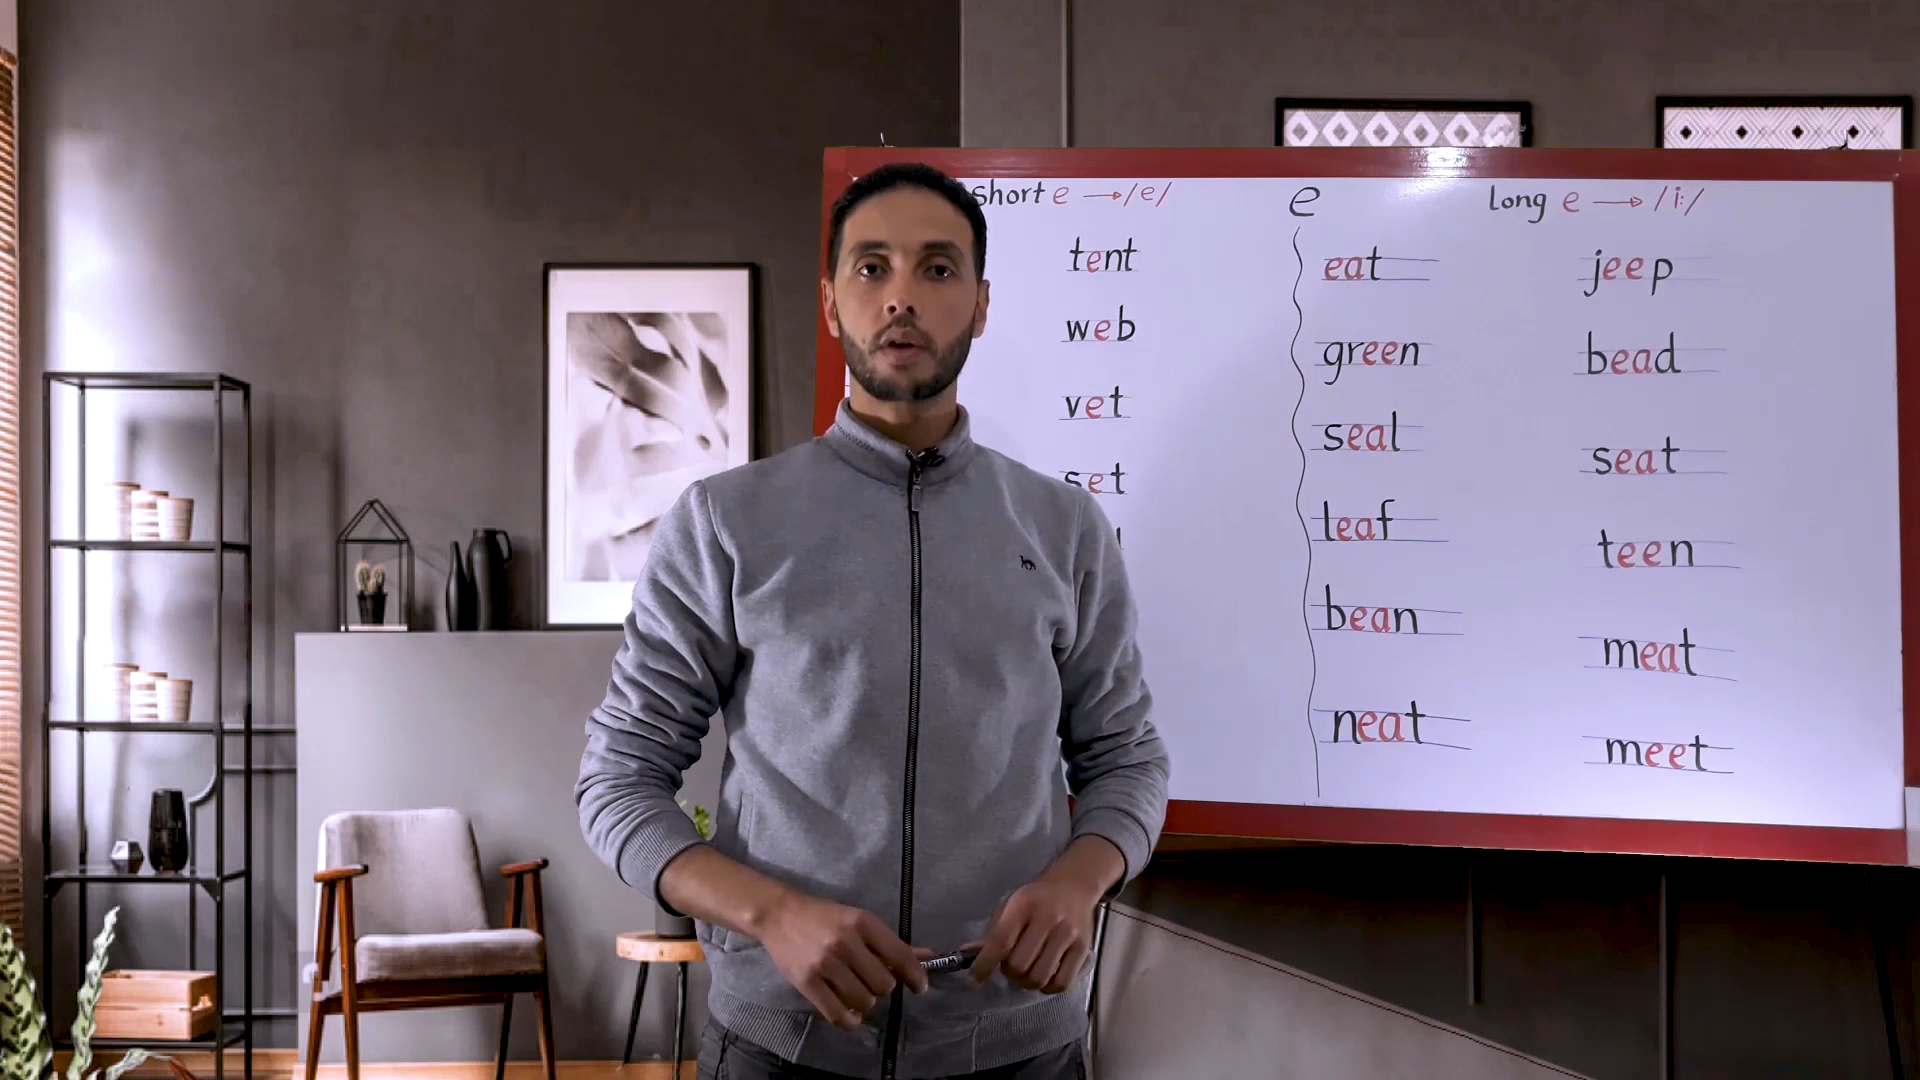 short e → /e/
e
long e → /i:/
tent
web
vet
set
eat
green
seal
leaf
bean
neat
jeep
bead
seat
teen
meat
meet